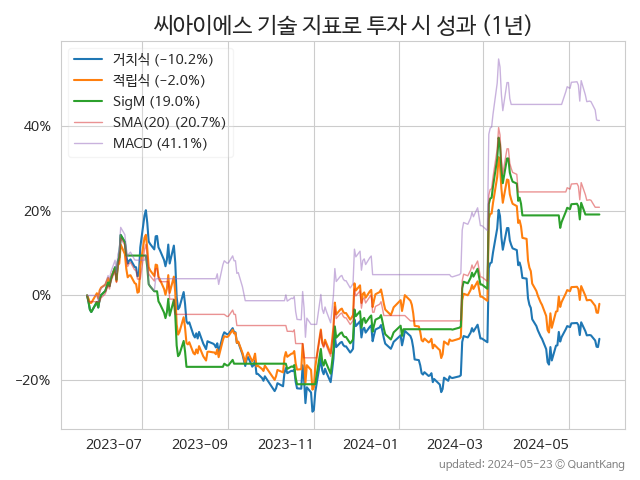 씨아이에스 기술 지표로 투자 시 성과 (1년)
거치식 (−10.2%)
적립식 (−2.0%)
SigM (19.0%)
SMA(20) (20.7%)
MACD (41.1%)
40%
20%
0%
−20%
2023−07
2023−09
2023−11
2024−01
2024−03
2024−05
updated: 2024−05−23 ⓒ QuantKang